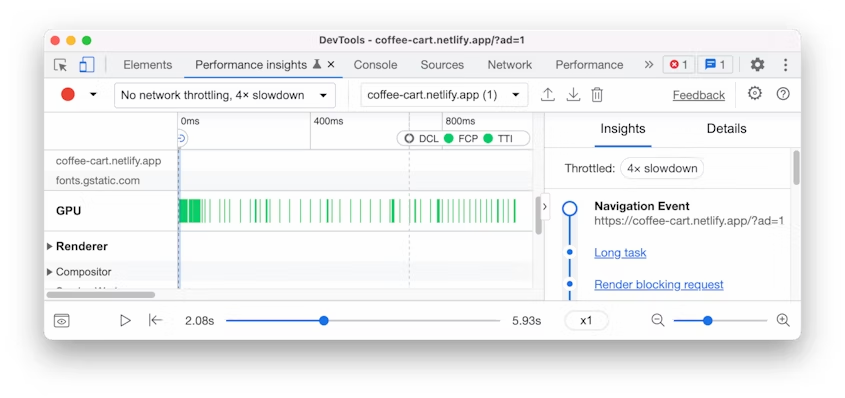 DevTools - coffee-cart.netlify.app/?ad=1
Elements Performance insights Console Sources Network Performance » 1 1
No network throttling, 4× slowdown coffee-cart.netlify.app (1) Feedback
0ms 400ms 800ms
DCL FCP TTI
Insights Details
coffee-cart.netlify.app
fonts.gstatic.com
Throttled: 4× slowdown
GPU
Navigation Event
https://coffee-cart.netlify.app/?ad=1
Renderer
Long task
Compositor
Render blocking request
2.08s 5.93s x1